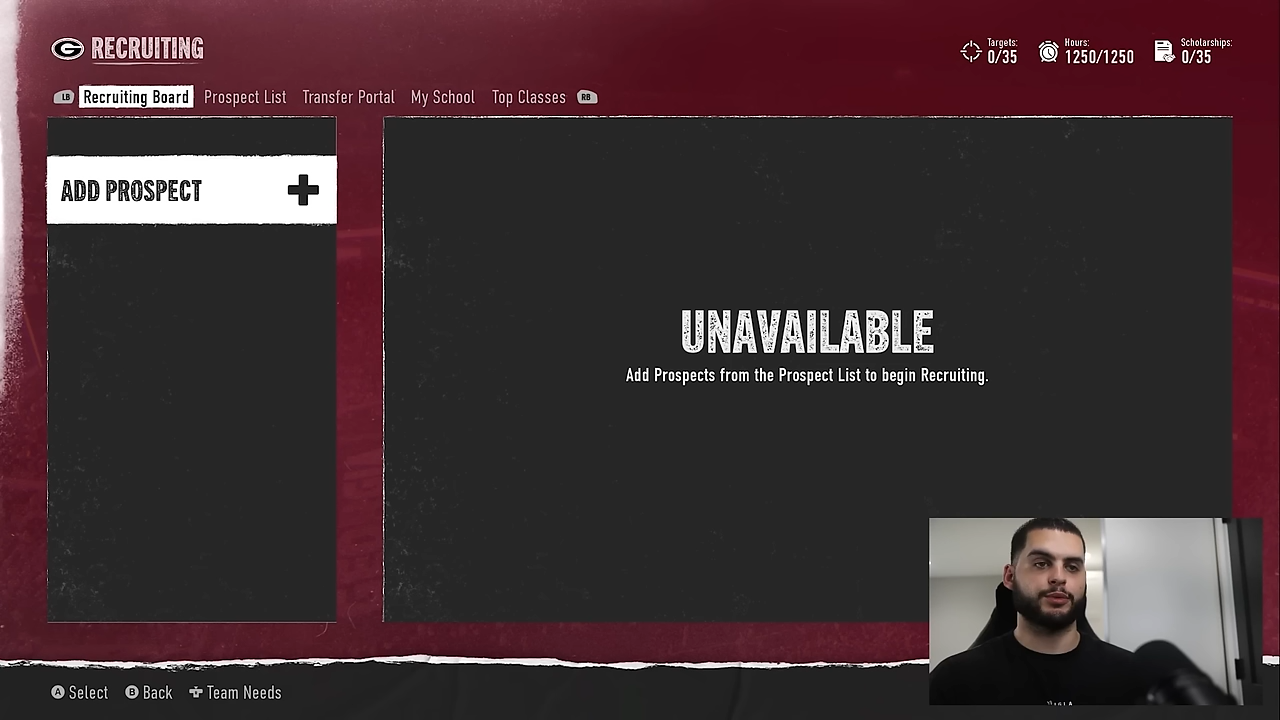 G RECRUITING
Targets:
0/35
Hours:
1250/1250
Scholarships:
0/35
LB Recruiting Board Prospect List Transfer Portal My School Top Classes RB
ADD PROSPECT
UNAVAILABLE
Add Prospects from the Prospect List to begin Recruiting.
A Select B Back Team Needs